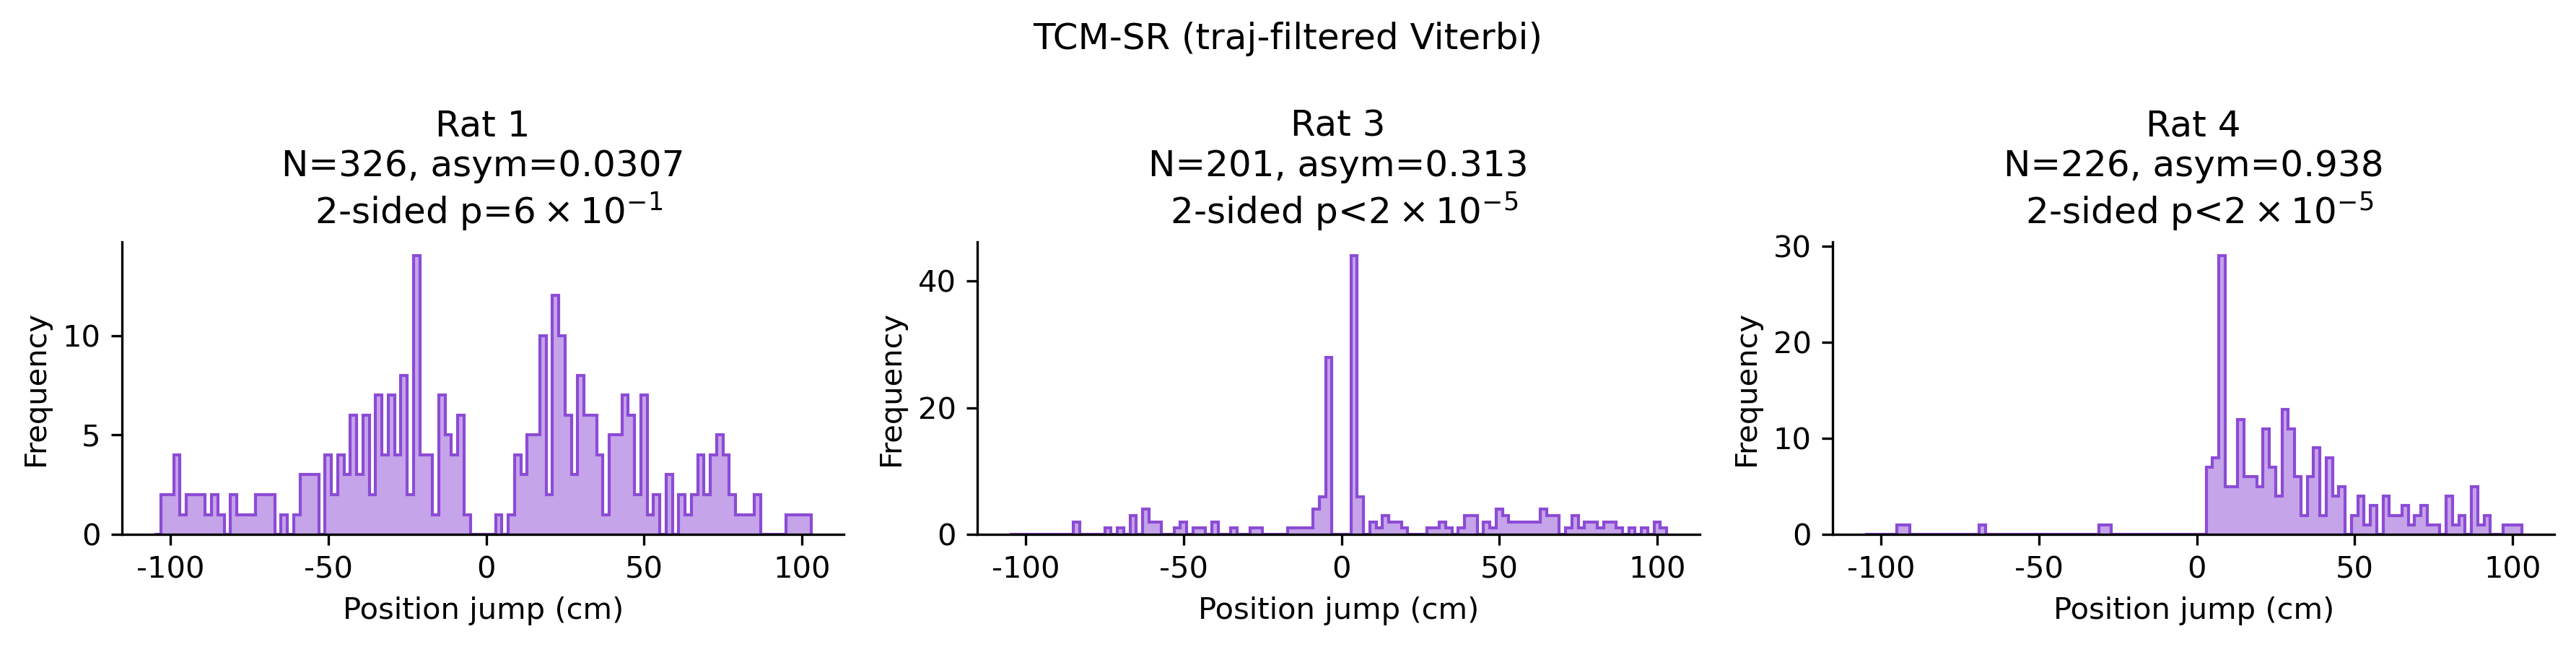 TCM-SR (traj-filtered Viterbi)
Rat 1
N=326, asym=0.0307
2-sided p=6 × 10⁻¹
Frequency
10
5
0
-100 -50 0 50 100
Position jump (cm)
Rat 3
N=201, asym=0.313
2-sided p<2 × 10⁻⁵
Frequency
40
20
0
-100 -50 0 50 100
Position jump (cm)
Rat 4
N=226, asym=0.938
2-sided p<2 × 10⁻⁵
Frequency
30
20
10
0
-100 -50 0 50 100
Position jump (cm)